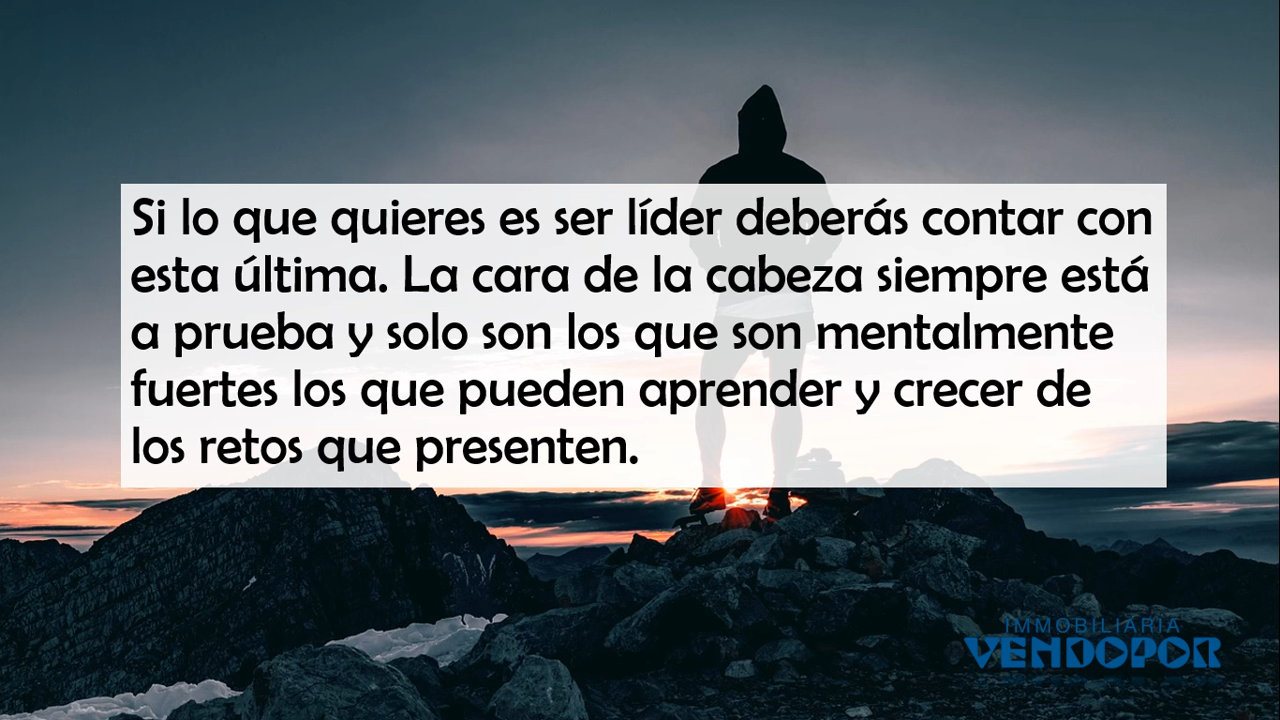 Si lo que quieres es ser líder deberás contar con
esta última. La cara de la cabeza siempre está
a prueba y solo son los que son mentalmente
fuertes los que pueden aprender y crecer de
los retos que presenten.
IMMOBILIÀRIA
VENDOPOR